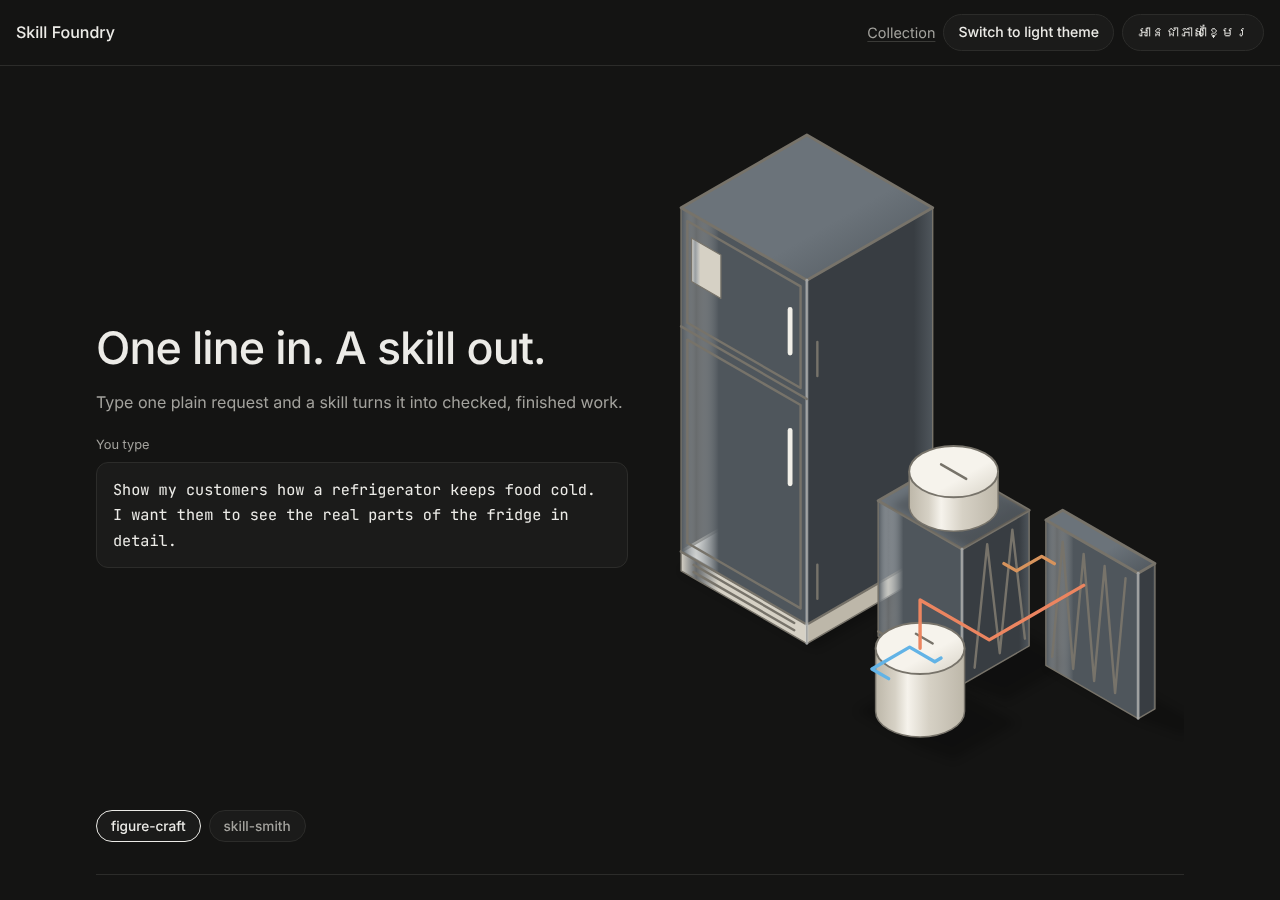 Skill Foundry
Collection
Switch to light theme
អានជាភាសាខ្មែរ
One line in. A skill out.
Type one plain request and a skill turns it into checked, finished work.
You type
Show my customers how a refrigerator keeps food cold.
I want them to see the real parts of the fridge in
detail.
figure-craft
skill-smith